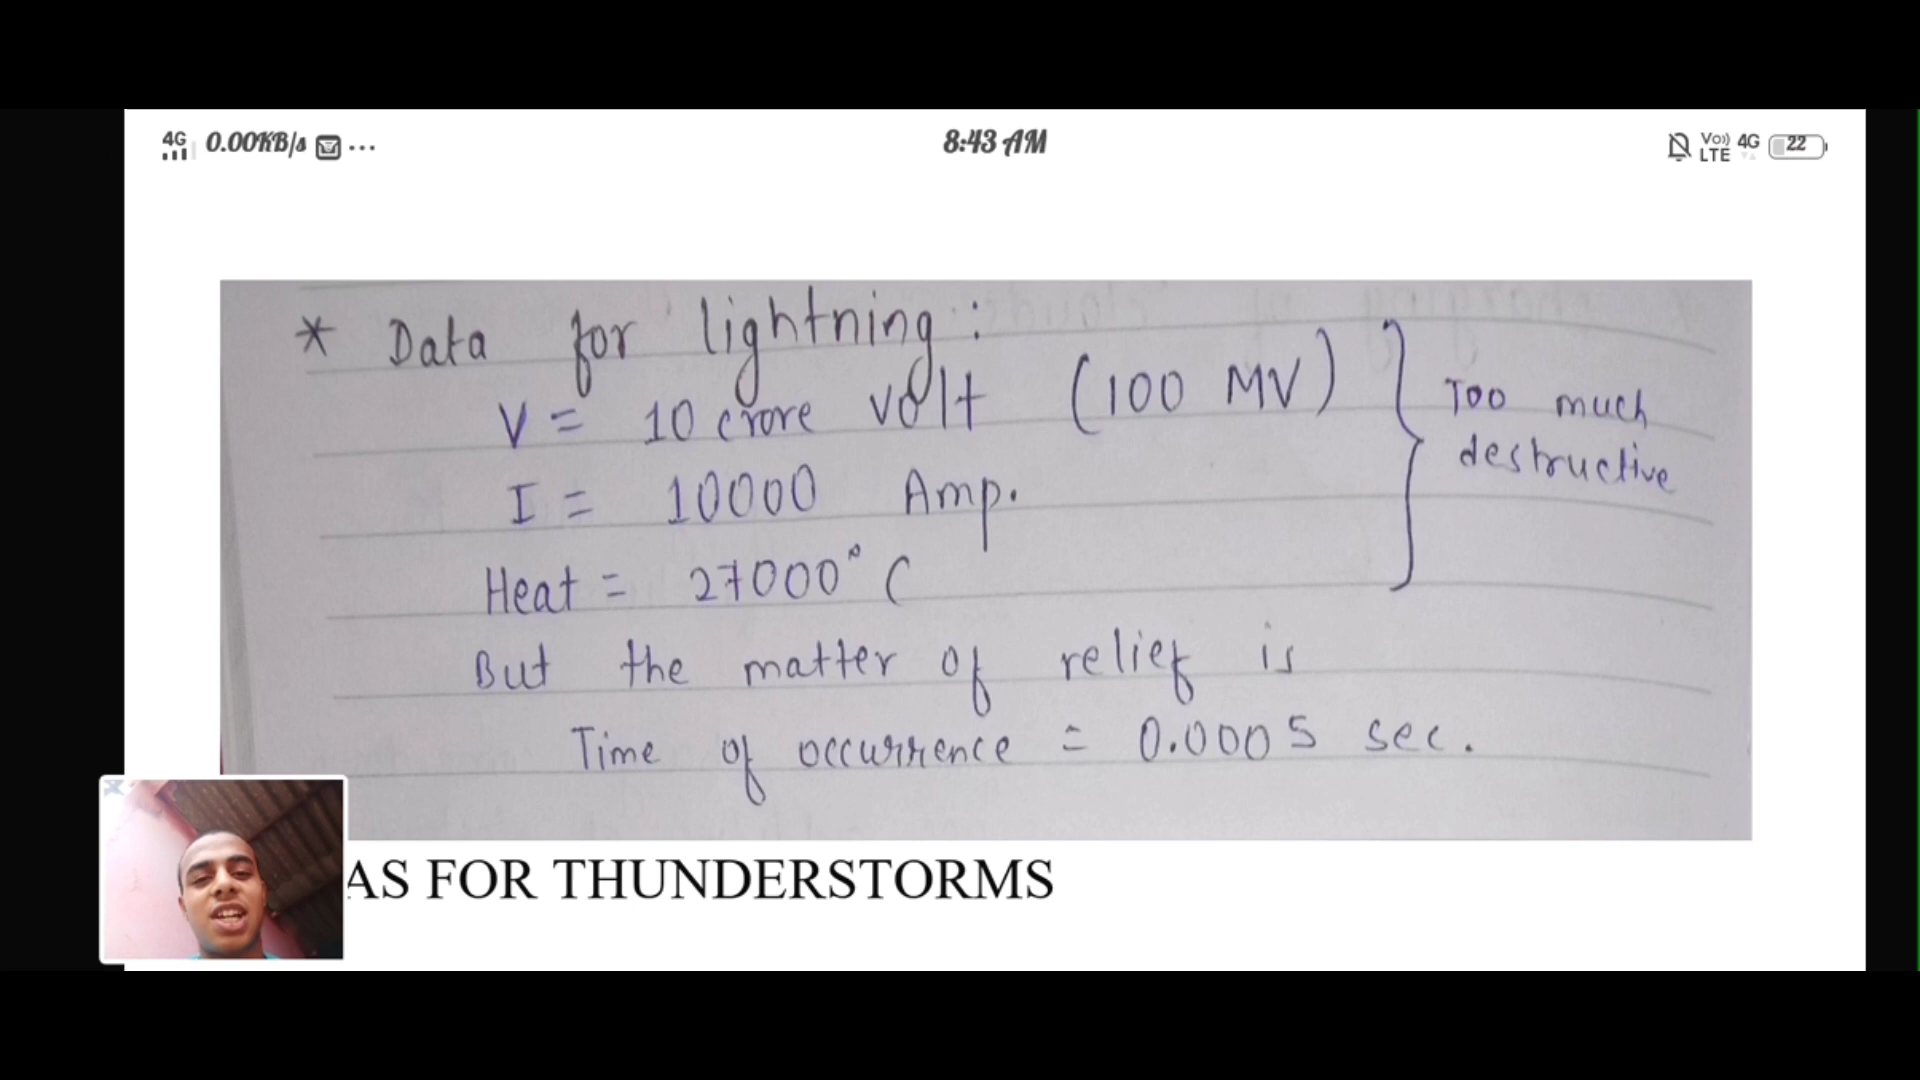 4G 0.00KB/s ... 8:43 AM Vo)) LTE 4G 22
* Data for lightning:
V = 10 crore volt (100 MV)
I = 10000 Amp.
Heat = 27000° C
Too much
destructive
But the matter of relief is
Time of occurrence = 0.0005 sec.
AS FOR THUNDERSTORMS